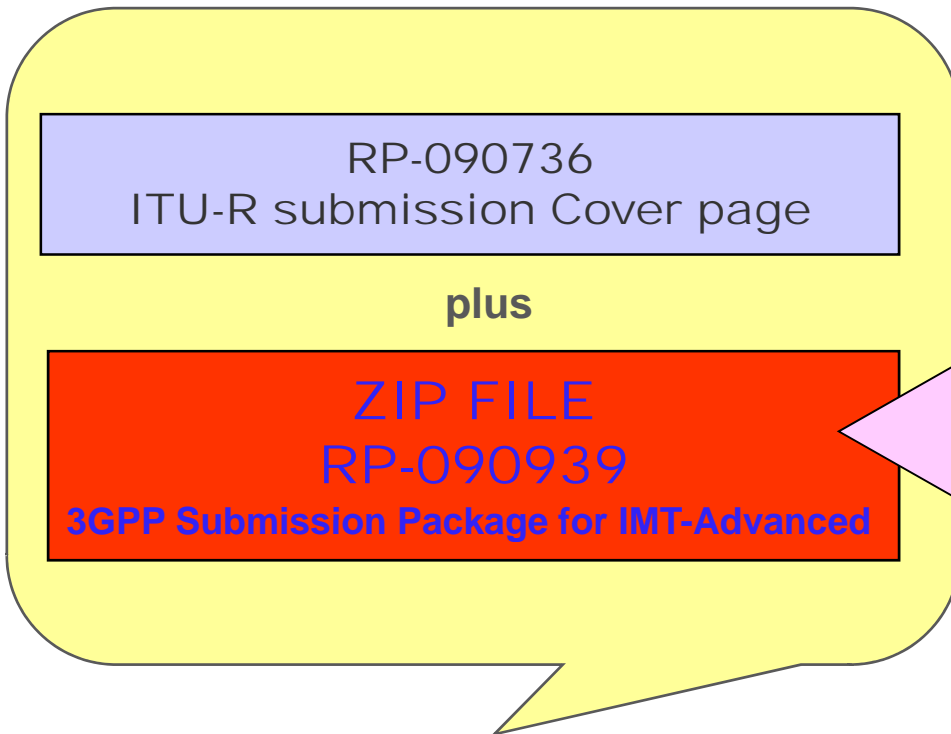 RP-090736
ITU-R submission Cover page
plus
ZIP FILE
RP-090939
3GPP Submission Package for IMT-Advanced